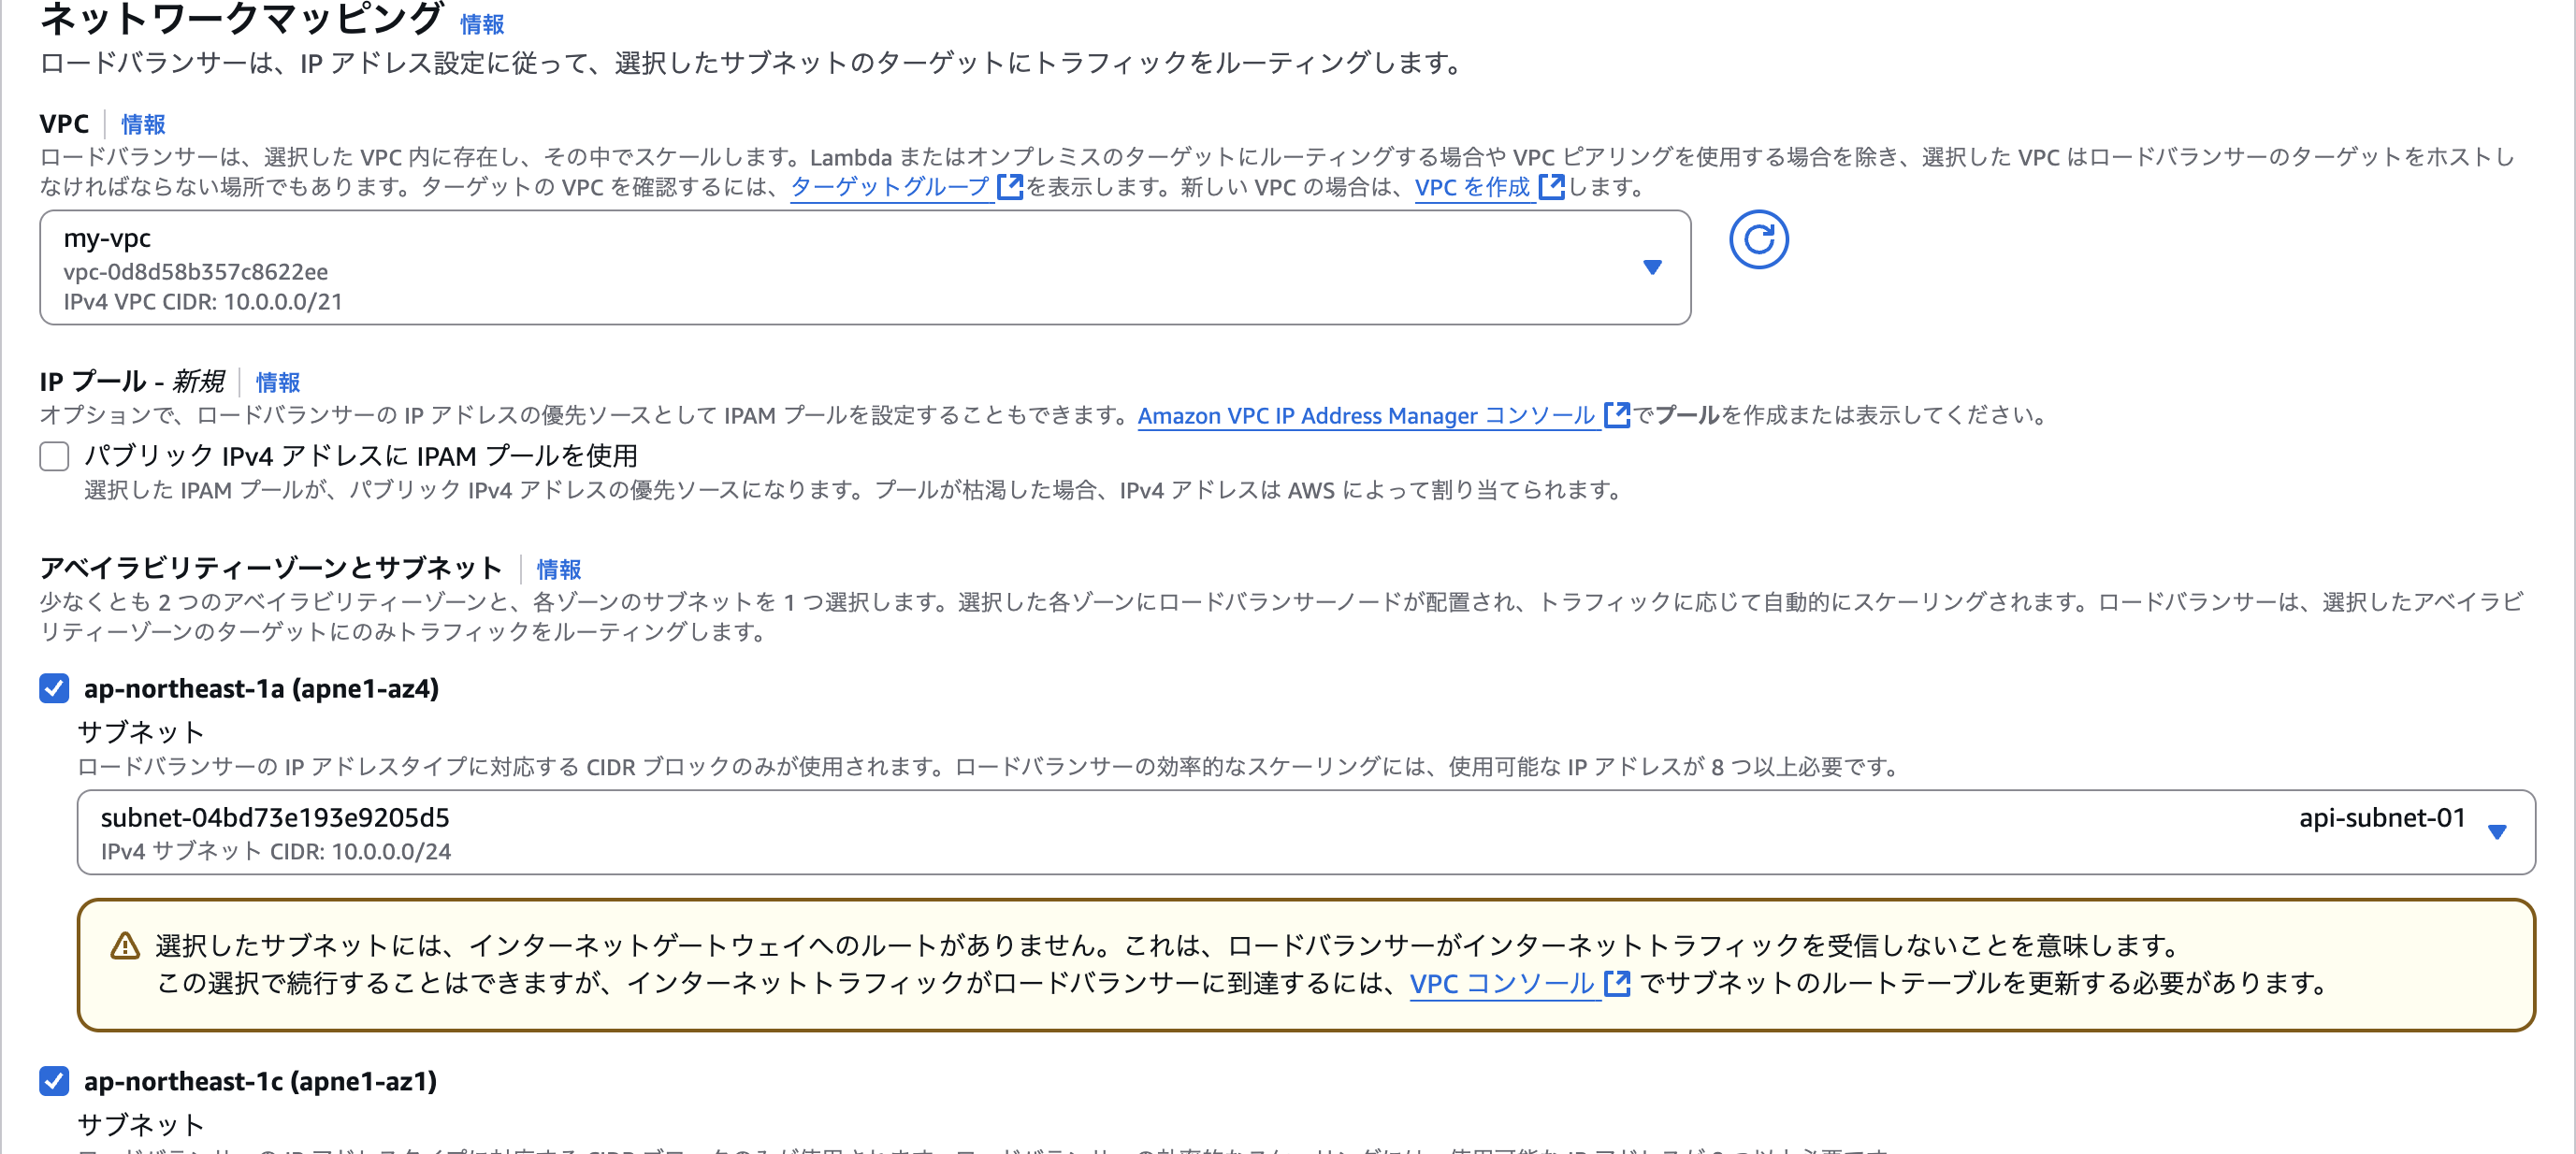 ネットワークマッピング 情報
ロードバランサーは、IP アドレス設定に従って、選択したサブネットのターゲットにトラフィックをルーティングします。
VPC 情報
ロードバランサーは、選択した VPC 内に存在し、その中でスケールします。Lambda またはオンプレミスのターゲットにルーティングする場合や VPC ピアリングを使用する場合を除き、選択した VPC はロードバランサーのターゲットをホストし
なければならない場所でもあります。ターゲットの VPC を確認するには、ターゲットグループを表示します。新しい VPC の場合は、VPC を作成します。
my-vpc
vpc-0d8d58b357c8622ee
IPv4 VPC CIDR: 10.0.0.0/21
IP プール - 新規 情報
オプションで、ロードバランサーの IP アドレスの優先ソースとして IPAM プールを設定することもできます。Amazon VPC IP Address Manager コンソールでプールを作成または表示してください。
パブリック IPv4 アドレスに IPAM プールを使用
選択した IPAM プールが、パブリック IPv4 アドレスの優先ソースになります。プールが枯渇した場合、IPv4 アドレスは AWS によって割り当てられます。
アベイラビリティーゾーンとサブネット 情報
少なくとも 2 つのアベイラビリティーゾーンと、各ゾーンのサブネットを 1 つ選択します。選択した各ゾーンにロードバランサーノードが配置され、トラフィックに応じて自動的にスケーリングされます。ロードバランサーは、選択したアベイラビ
リティーゾーンのターゲットにのみトラフィックをルーティングします。
ap-northeast-1a (apne1-az4)
サブネット
ロードバランサーの IP アドレスタイプに対応する CIDR ブロックのみが使用されます。ロードバランサーの効率的なスケーリングには、使用可能な IP アドレスが 8 つ以上必要です。
subnet-04bd73e193e9205d5 api-subnet-01
IPv4 サブネット CIDR: 10.0.0.0/24
選択したサブネットには、インターネットゲートウェイへのルートがありません。これは、ロードバランサーがインターネットトラフィックを受信しないことを意味します。
この選択で続行することはできますが、インターネットトラフィックがロードバランサーに到達するには、VPC コンソール でサブネットのルートテーブルを更新する必要があります。
ap-northeast-1c (apne1-az1)
サブネット